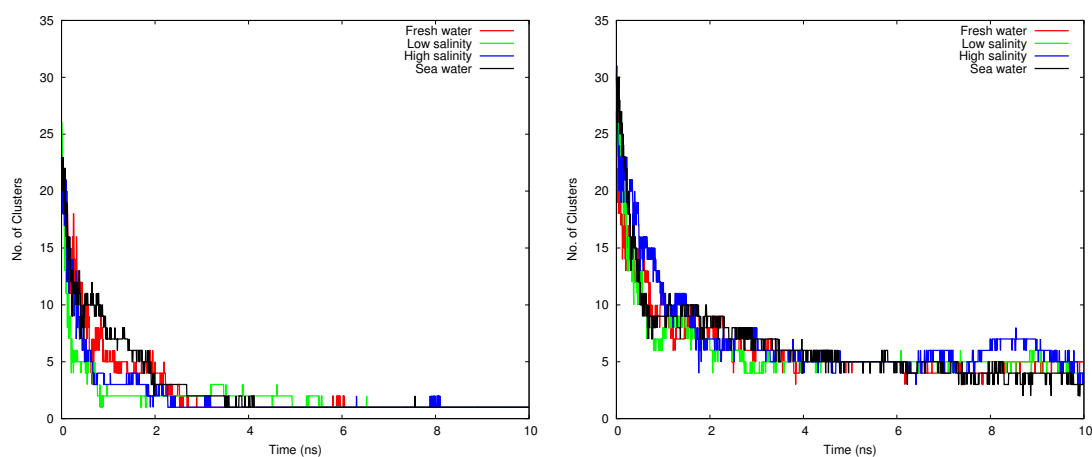 35
30
25
20
15
10
5
0
No. of Clusters
0 2 4 6 8 10
Time (ns)
Fresh water
Low salinity
High salinity
Sea water
35
30
25
20
15
10
5
0
No. of Clusters
0 2 4 6 8 10
Time (ns)
Fresh water
Low salinity
High salinity
Sea water